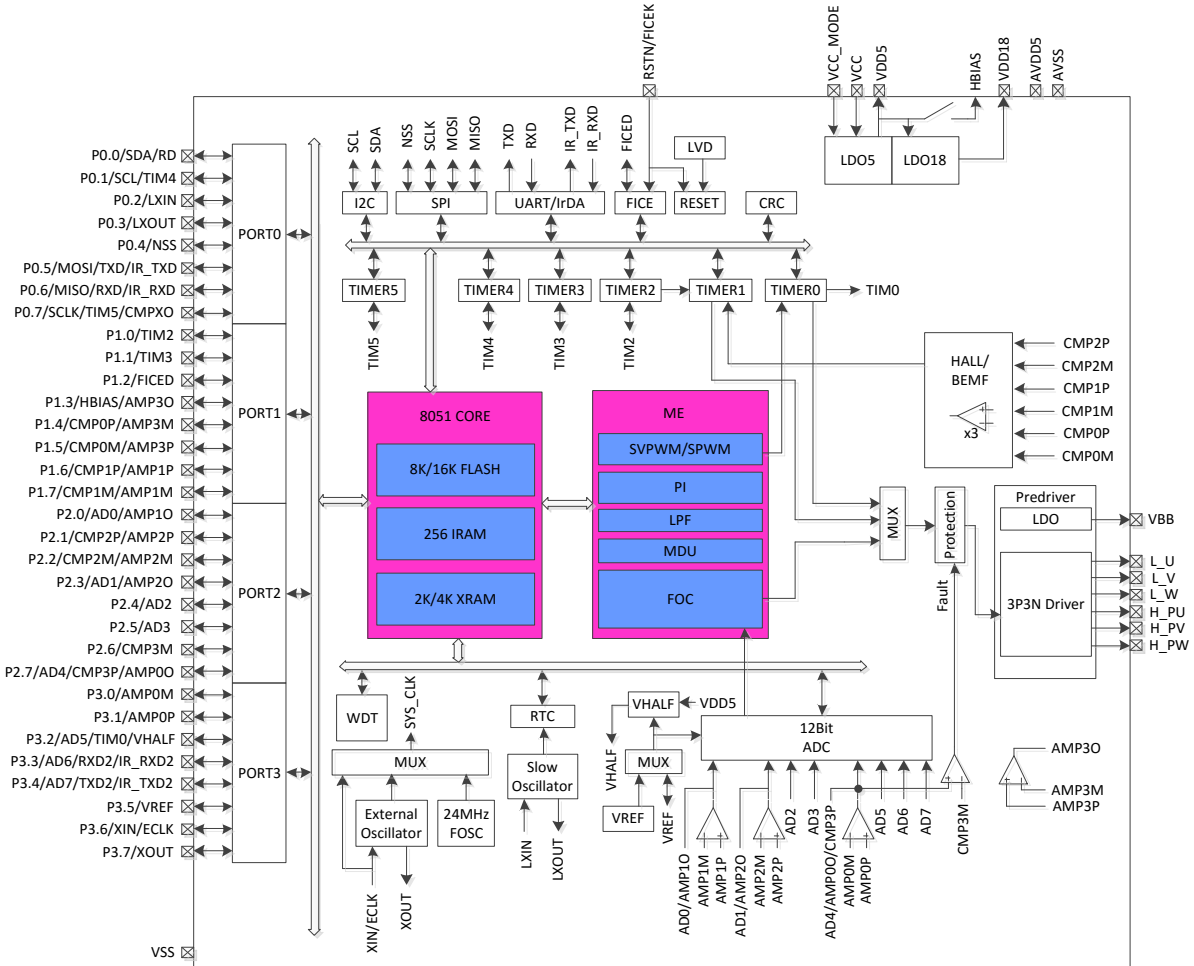 RSTN/FICEK
VCC_MODE
VCC
VDD5
HBIAS
VDD18
AVDD5
AVSS
SCL
SDA
NSS
SCLK
MOSI
MISO
TXD
RXD
IR_TXD
IR_RXD
FICED
LVD
LDO5
LDO18
I2C
SPI
UART/IrDA
FICE
RESET
CRC
P0.0/SDA/RD
P0.1/SCL/TIM4
P0.2/LXIN
P0.3/LXOUT
P0.4/NSS
P0.5/MOSI/TXD/IR_TXD
P0.6/MISO/RXD/IR_RXD
P0.7/SCLK/TIM5/CMPXO
PORT0
P1.0/TIM2
P1.1/TIM3
P1.2/FICED
P1.3/HBIAS/AMP3O
P1.4/CMP0P/AMP3M
P1.5/CMP0M/AMP3P
P1.6/CMP1P/AMP1P
P1.7/CMP1M/AMP1M
PORT1
P2.0/AD0/AMP1O
P2.1/CMP2P/AMP2P
P2.2/CMP2M/AMP2M
P2.3/AD1/AMP2O
P2.4/AD2
P2.5/AD3
P2.6/CMP3M
P2.7/AD4/CMP3P/AMP0O
PORT2
P3.0/AMP0M
P3.1/AMP0P
P3.2/AD5/TIM0/VHALF
P3.3/AD6/RXD2/IR_RXD2
P3.4/AD7/TXD2/IR_TXD2
P3.5/VREF
P3.6/XIN/ECLK
P3.7/XOUT
PORT3
VSS
TIMER5
TIMER4
TIMER3
TIMER2
TIMER1
TIMER0
TIM0
TIM5
TIM4
TIM3
TIM2
HALL/
BEMF
x3
CMP2P
CMP2M
CMP1P
CMP1M
CMP0P
CMP0M
8051 CORE
8K/16K FLASH
256 IRAM
2K/4K XRAM
ME
SVPWM/SPWM
PI
LPF
MDU
FOC
MUX
Protection
Fault
Predriver
LDO
3P3N Driver
VBB
L_U
L_V
L_W
H_PU
H_PV
H_PW
WDT
SYS_CLK
MUX
External
Oscillator
24MHz
FOSC
XIN/ECLK
XOUT
RTC
Slow
Oscillator
LXIN
LXOUT
VHALF
VDD5
VHALF
MUX
VREF
VREF
12Bit
ADC
AD0/AMP1O
AMP1M
AMP1P
AD1/AMP2O
AMP2M
AMP2P
AD2
AD3
AD4/AMP0O/CMP3P
AMP0M
AMP0P
AD5
AD6
AD7
CMP3M
AMP3O
AMP3M
AMP3P